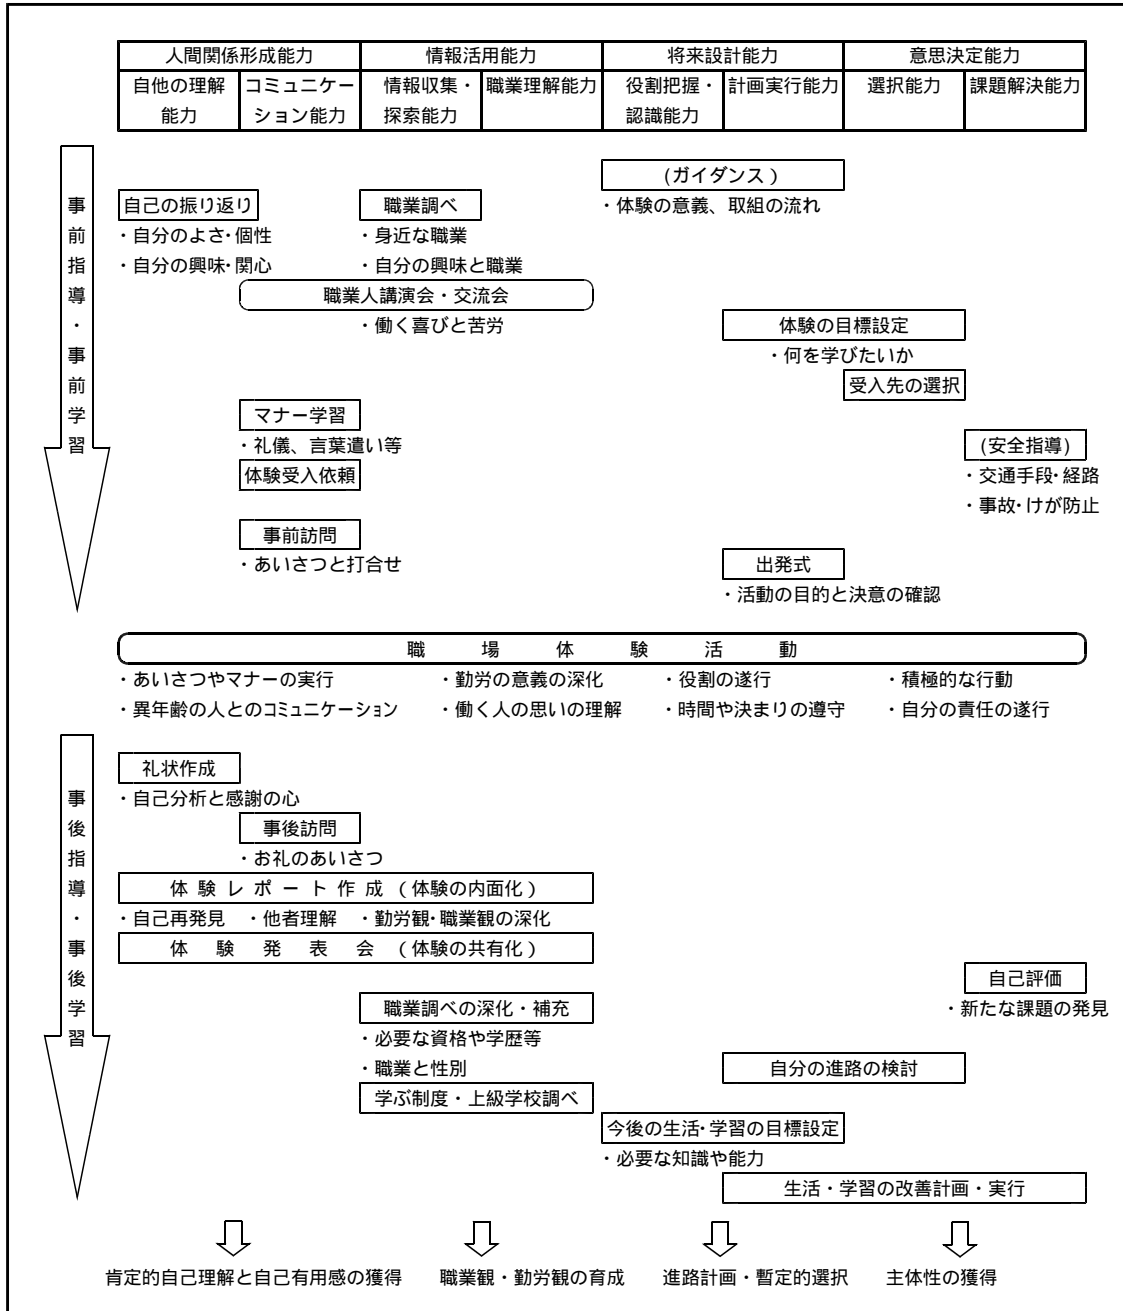 人間関係形成能力 情報活用能力 将来設計能力 意思決定能力
自他の理解能力 コミュニケーション能力 情報収集・探索能力 職業理解能力 役割把握・認識能力 計画実行能力 選択能力 課題解決能力
事前指導・事前学習
(ガイダンス)
・体験の意義、取組の流れ
自己の振り返り
・自分のよさ・個性
・自分の興味・関心
職業調べ
・身近な職業
・自分の興味と職業
職業人講演会・交流会
・働く喜びと苦労
体験の目標設定
・何を学びたいか
受入先の選択
マナー学習
・礼儀、言葉遣い等
体験受入依頼
(安全指導)
・交通手段・経路
・事故・けが防止
事前訪問
・あいさつと打合せ
出発式
・活動の目的と決意の確認
職場体験活動
・あいさつやマナーの実行 ・勤労の意義の深化 ・役割の遂行 ・積極的な行動
・異年齢の人とのコミュニケーション ・働く人の思いの理解 ・時間や決まりの遵守 ・自分の責任の遂行
事後指導・事後学習
礼状作成
・自己分析と感謝の心
事後訪問
・お礼のあいさつ
体験レポート作成(体験の内面化)
・自己再発見 ・他者理解 ・勤労観・職業観の深化
体験発表会(体験の共有化)
自己評価
・新たな課題の発見
職業調べの深化・補充
・必要な資格や学歴等
・職業と性別
自分の進路の検討
学ぶ制度・上級学校調べ
今後の生活・学習の目標設定
・必要な知識や能力
生活・学習の改善計画・実行
肯定的自己理解と自己有用感の獲得 職業観・勤労観の育成 進路計画・暫定的選択 主体性の獲得